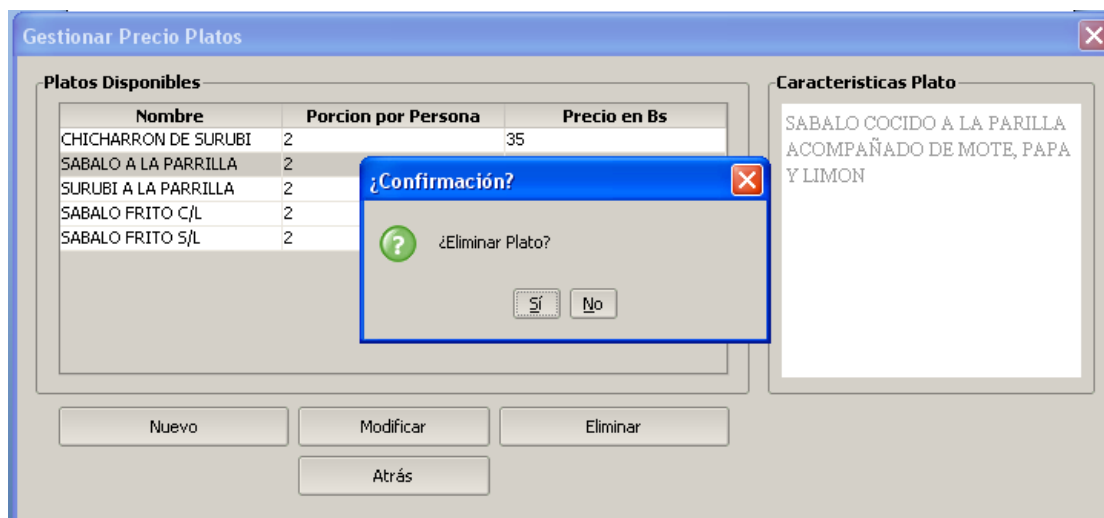 Gestionar Precio Platos
Platos Disponibles
Nombre Porcion por Persona Precio en Bs
CHICHARRON DE SURUBI 2 35
SABALO A LA PARRILLA 2
SURUBI A LA PARRILLA 2
SABALO FRITO C/L 2
SABALO FRITO S/L 2
¿Confirmación?
¿Eliminar Plato?
Sí No
Caracteristicas Plato
SABALO COCIDO A LA PARILLA
ACOMPAÑADO DE MOTE, PAPA
Y LIMON
Nuevo Modificar Eliminar
Atrás